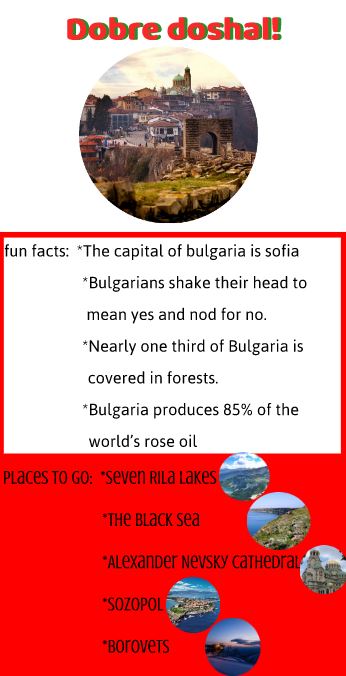 Dobre doshal!
fun facts: *The capital of bulgaria is sofia
*Bulgarians shake their head to
mean yes and nod for no.
*Nearly one third of Bulgaria is
covered in forests.
*Bulgaria produces 85% of the
world's rose oil
Places to go: *Seven Rila Lakes
*The Black Sea
*Alexander Nevsky Cathedral
*Sozopol
*Borovets